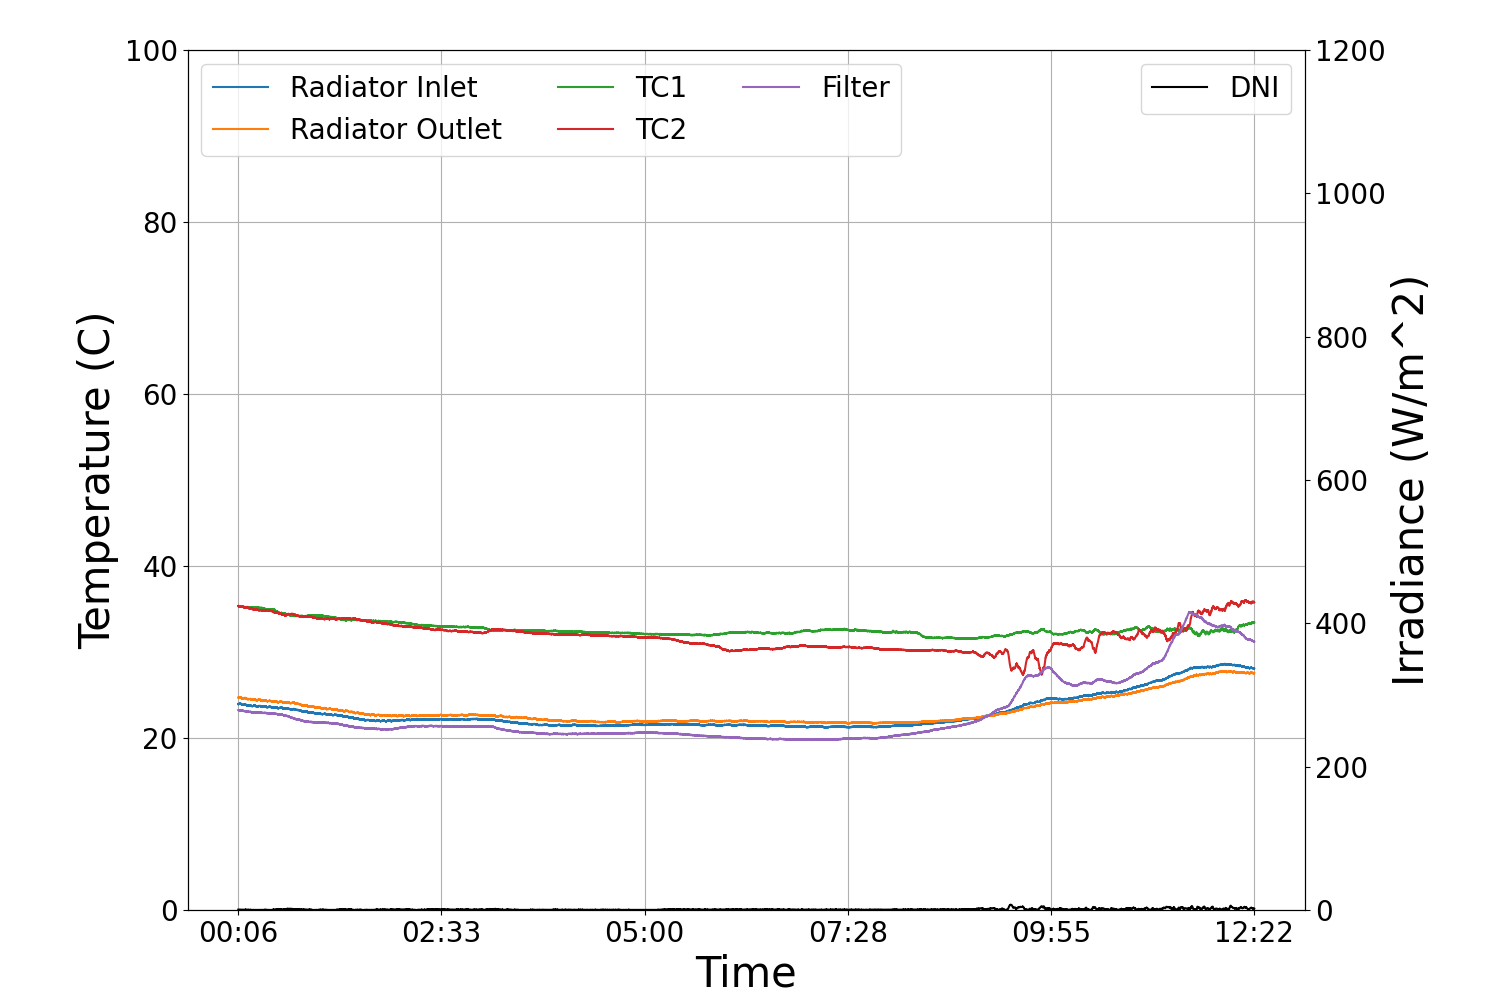 100
80
60
40
20
0
Temperature (C)
Radiator Inlet
Radiator Outlet
TC1
TC2
Filter
DNI
1200
1000
800
600
400
200
0
Irradiance (W/m^2)
00:06 02:33 05:00 07:28 09:55 12:22
Time